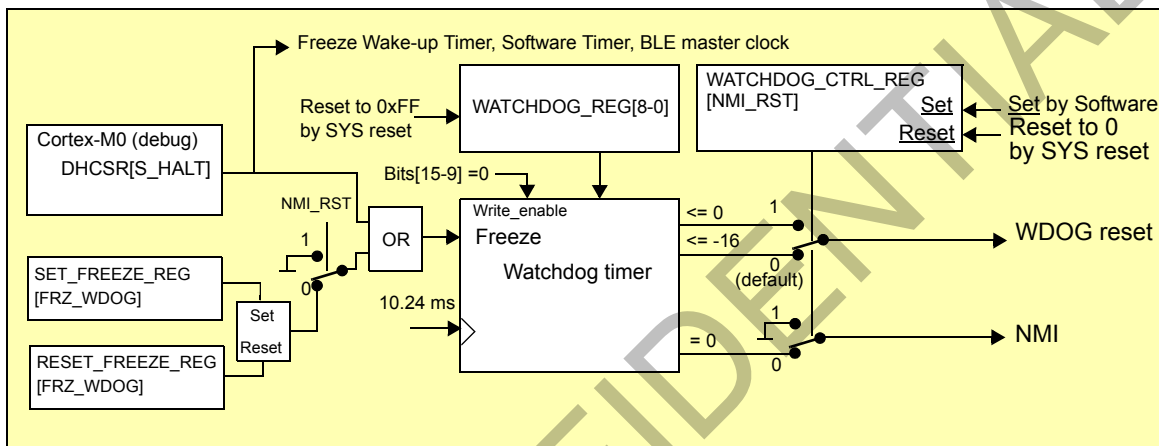 Freeze Wake-up Timer, Software Timer, BLE master clock
Cortex-M0 (debug)
DHCSR[S_HALT]
Reset to 0xFF
by SYS reset
WATCHDOG_REG[8-0]
WATCHDOG_CTRL_REG
[NMI_RST]
Set
Reset
Set by Software
Reset to 0
by SYS reset
Bits[15-9] =0
NMI_RST
1
0
OR
SET_FREEZE_REG
[FRZ_WDOG]
Set
Reset
RESET_FREEZE_REG
[FRZ_WDOG]
10.24 ms
Write_enable
Freeze
Watchdog timer
<= 0
<= -16
= 0
1
0
(default)
WDOG reset
1
0
NMI
CONFIDENTIAL